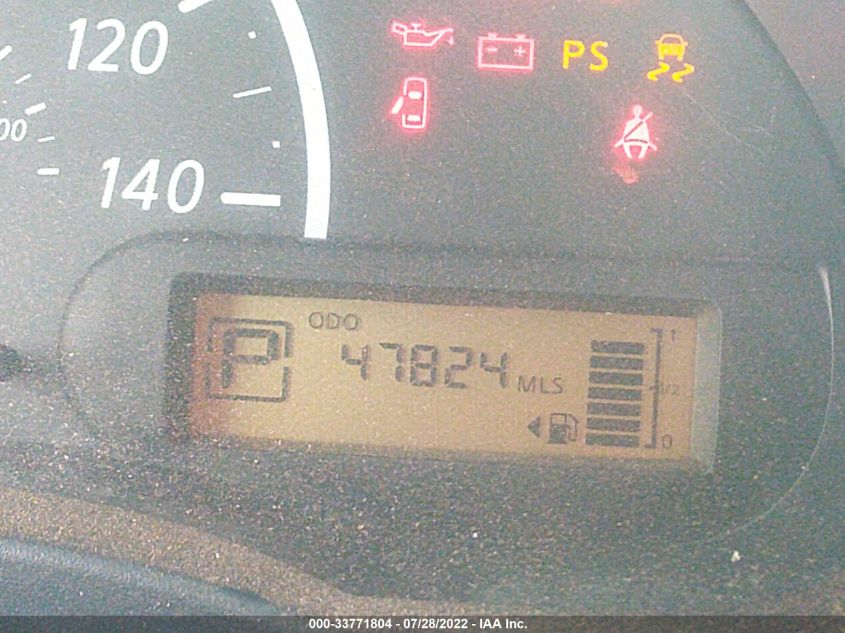 120
140
PS
P
ODO
47824 MLS
1
1/2
0
000-33771804 - 07/28/2022 - IAA Inc.